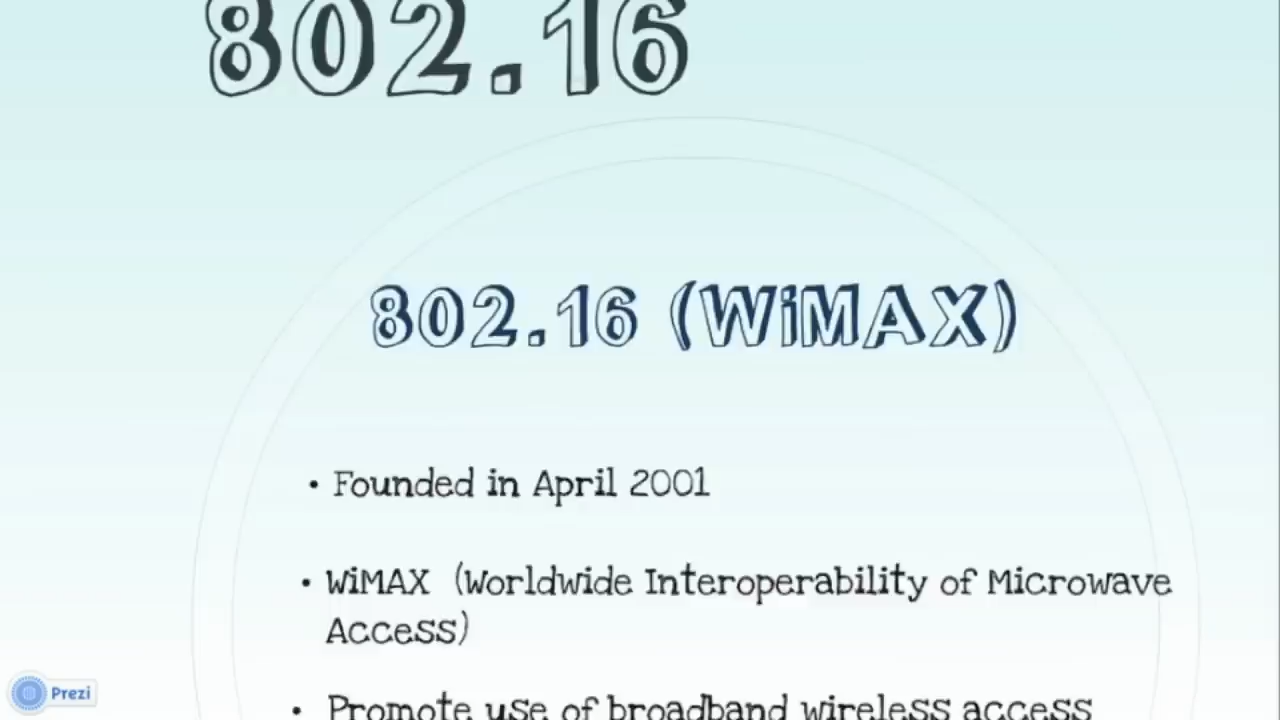 802.16
802.16 (WiMAX)
• Founded in April 2001
• WiMAX (Worldwide Interoperability of Microwave
Access)
• Promote use of broadband wireless access
Prezi